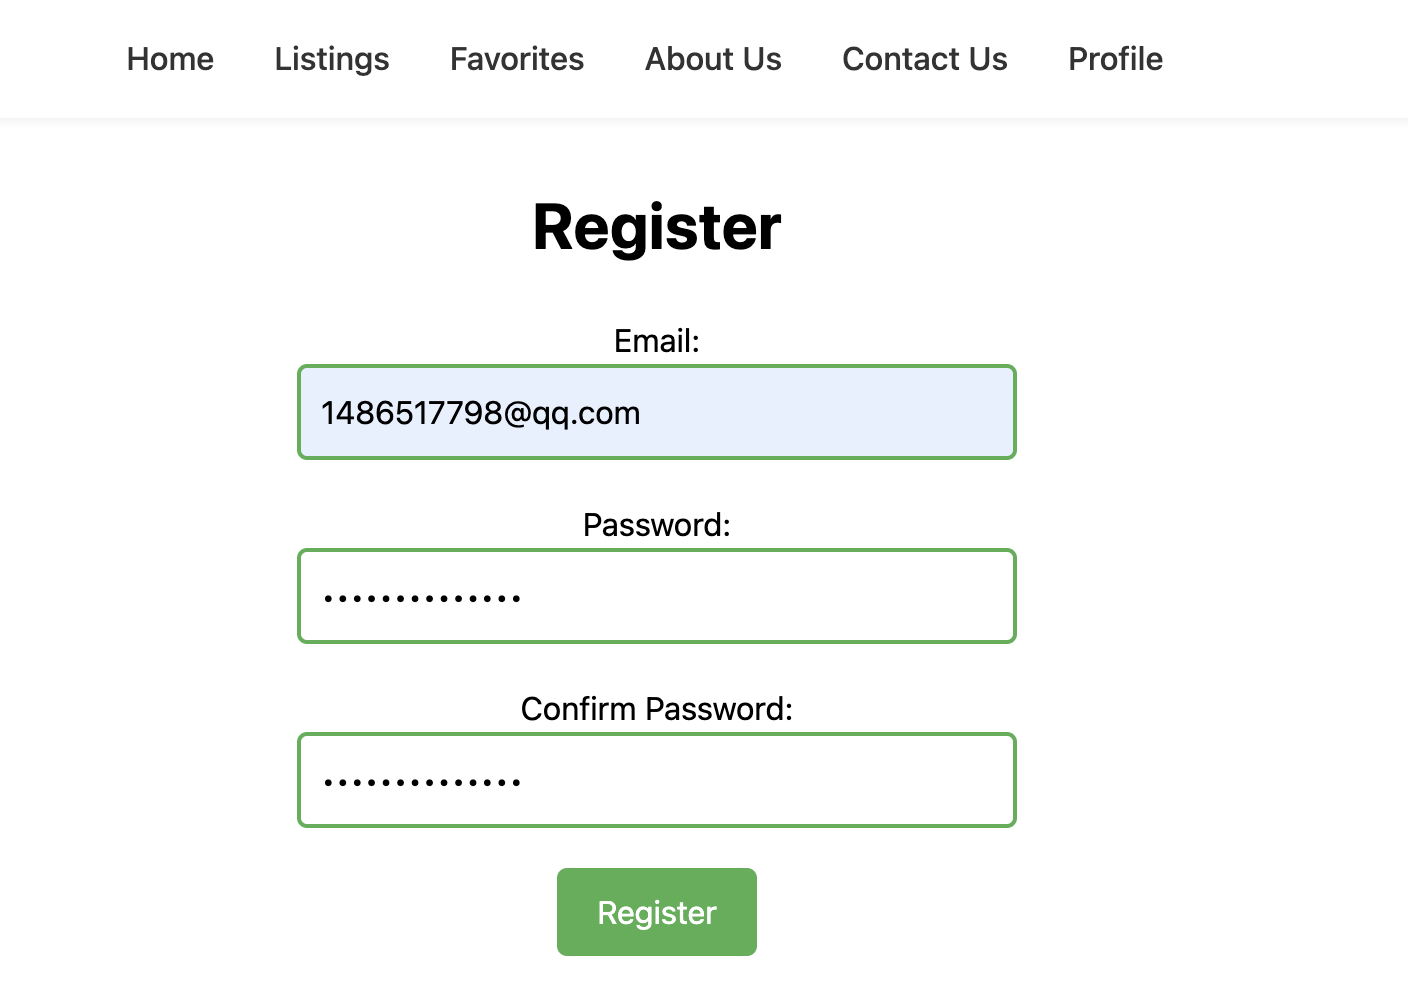 Home Listings Favorites About Us Contact Us Profile
Register
Email:
1486517798@qq.com
Password:
••••••••••••••
Confirm Password:
••••••••••••••
Register